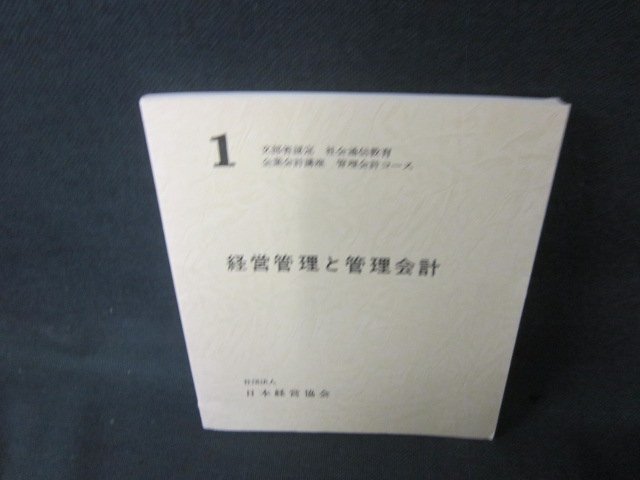 1
文部省認定　社会通信教育
企業会計講座　管理会計コース
経営管理と管理会計
社団法人
日本経営協会